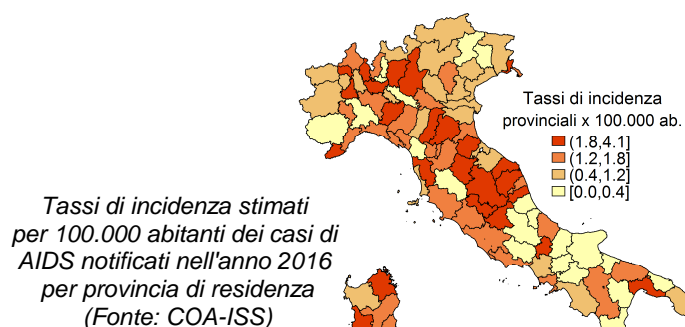 Tassi di incidenza
provinciali x 100.000 ab.
(1.8,4.1]
(1.2,1.8]
(0.4,1.2]
[0.0,0.4]
Tassi di incidenza stimati
per 100.000 abitanti dei casi di
AIDS notificati nell'anno 2016
per provincia di residenza
(Fonte: COA-ISS)